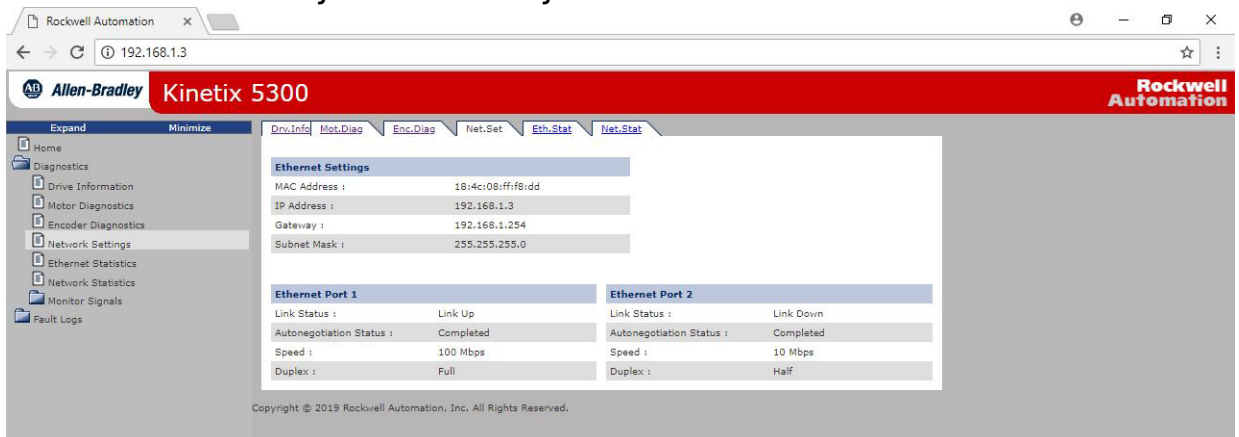 Rockwell Automation
192.168.1.3
AB Allen-Bradley Kinetix 5300 Rockwell Automation
Expand Minimize
Home
Diagnostics
Drive Information
Motor Diagnostics
Encoder Diagnostics
Network Settings
Ethernet Statistics
Network Statistics
Monitor Signals
Fault Logs
Drv.Info Mot.Diag Enc.Diag Net.Set Eth.Stat Net.Stat
Ethernet Settings
MAC Address : 18:4c:08:ff:f8:dd
IP Address : 192.168.1.3
Gateway : 192.168.1.254
Subnet Mask : 255.255.255.0
Ethernet Port 1
Link Status : Link Up
Autonegotiation Status : Completed
Speed : 100 Mbps
Duplex : Full
Ethernet Port 2
Link Status : Link Down
Autonegotiation Status : Completed
Speed : 10 Mbps
Duplex : Half
Copyright © 2019 Rockwell Automation, Inc. All Rights Reserved.